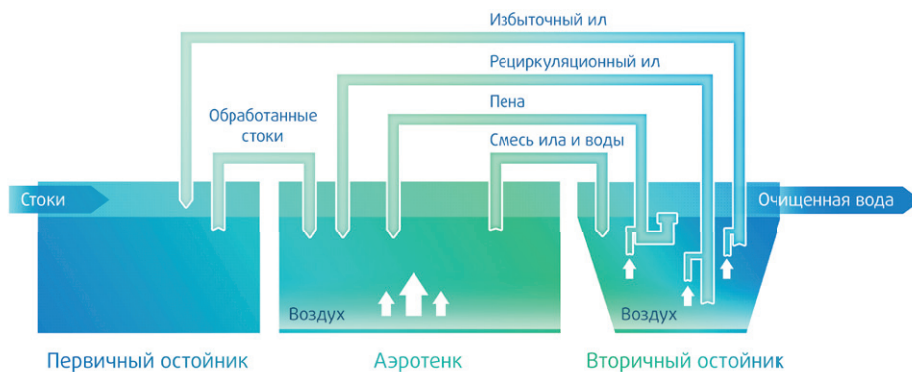 Избыточный ил
Рециркуляционный ил
Пена
Обработанные
стоки
Смесь ила и воды
Стоки
Очищенная вода
Воздух
Воздух
Первичный остойник
Аэротенк
Вторичный остойник